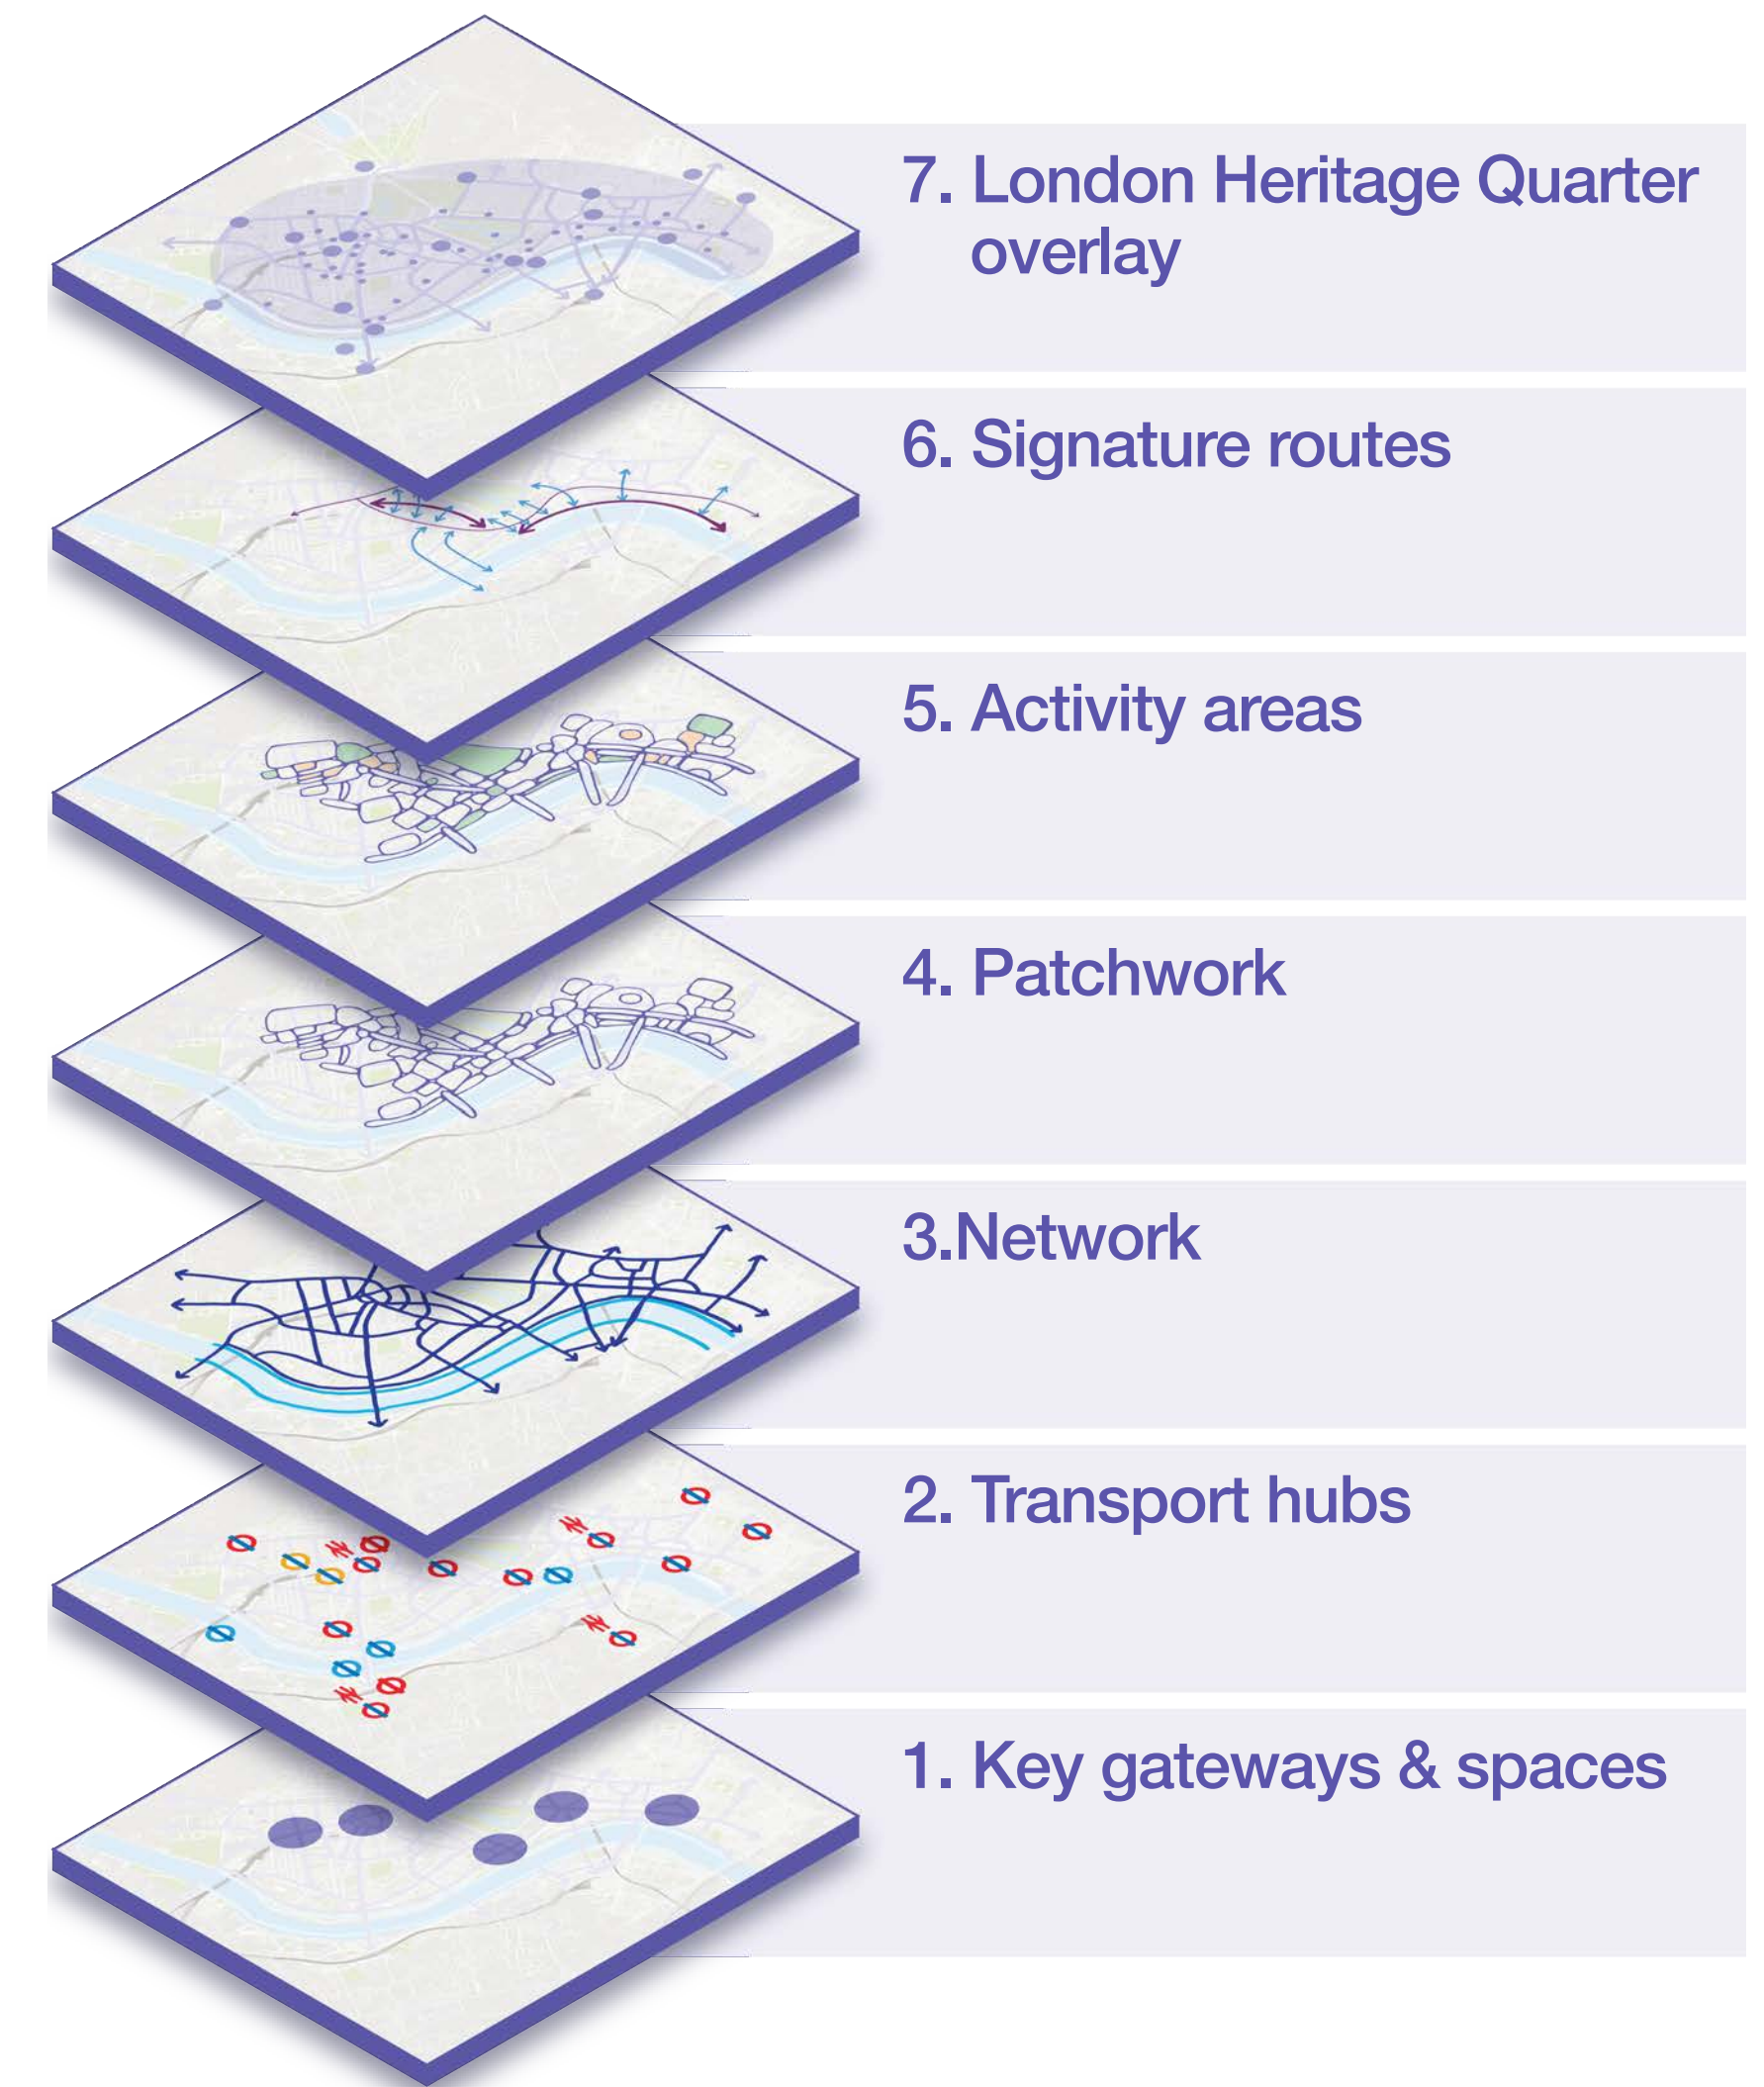 7. London Heritage Quarter
overlay
6. Signature routes
5. Activity areas
4. Patchwork
3.Network
2. Transport hubs
1. Key gateways & spaces